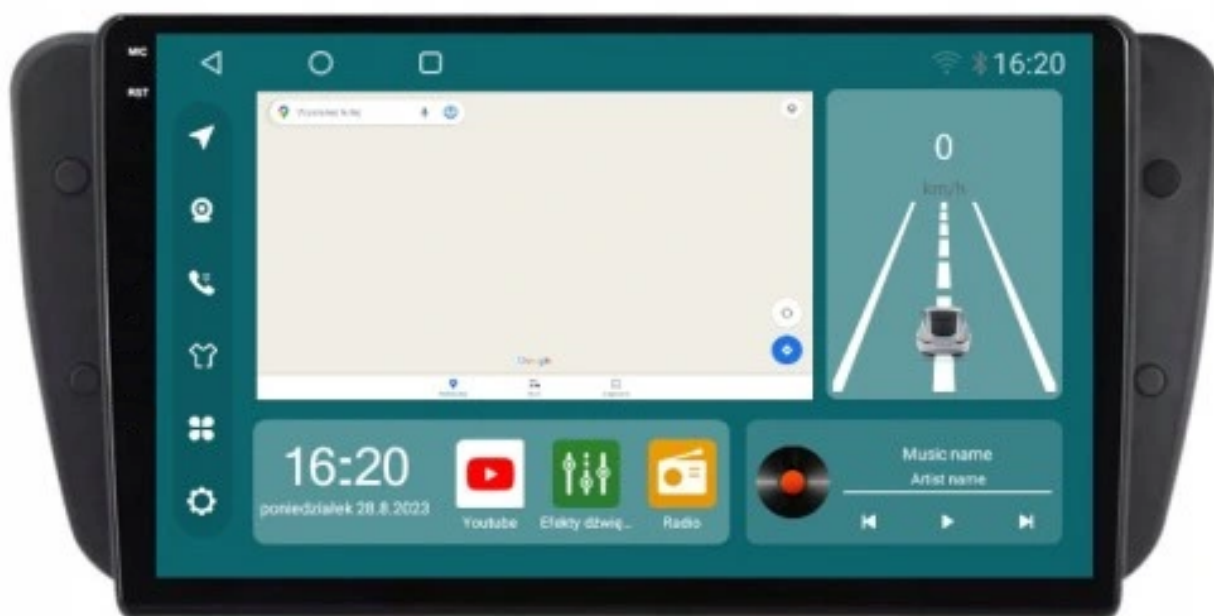 MIC
RST
16:20
0
km/h
Google
16:20
poniedziałek 28.8.2023
Youtube
Efekty dźwię...
Radio
Music name
Artist name